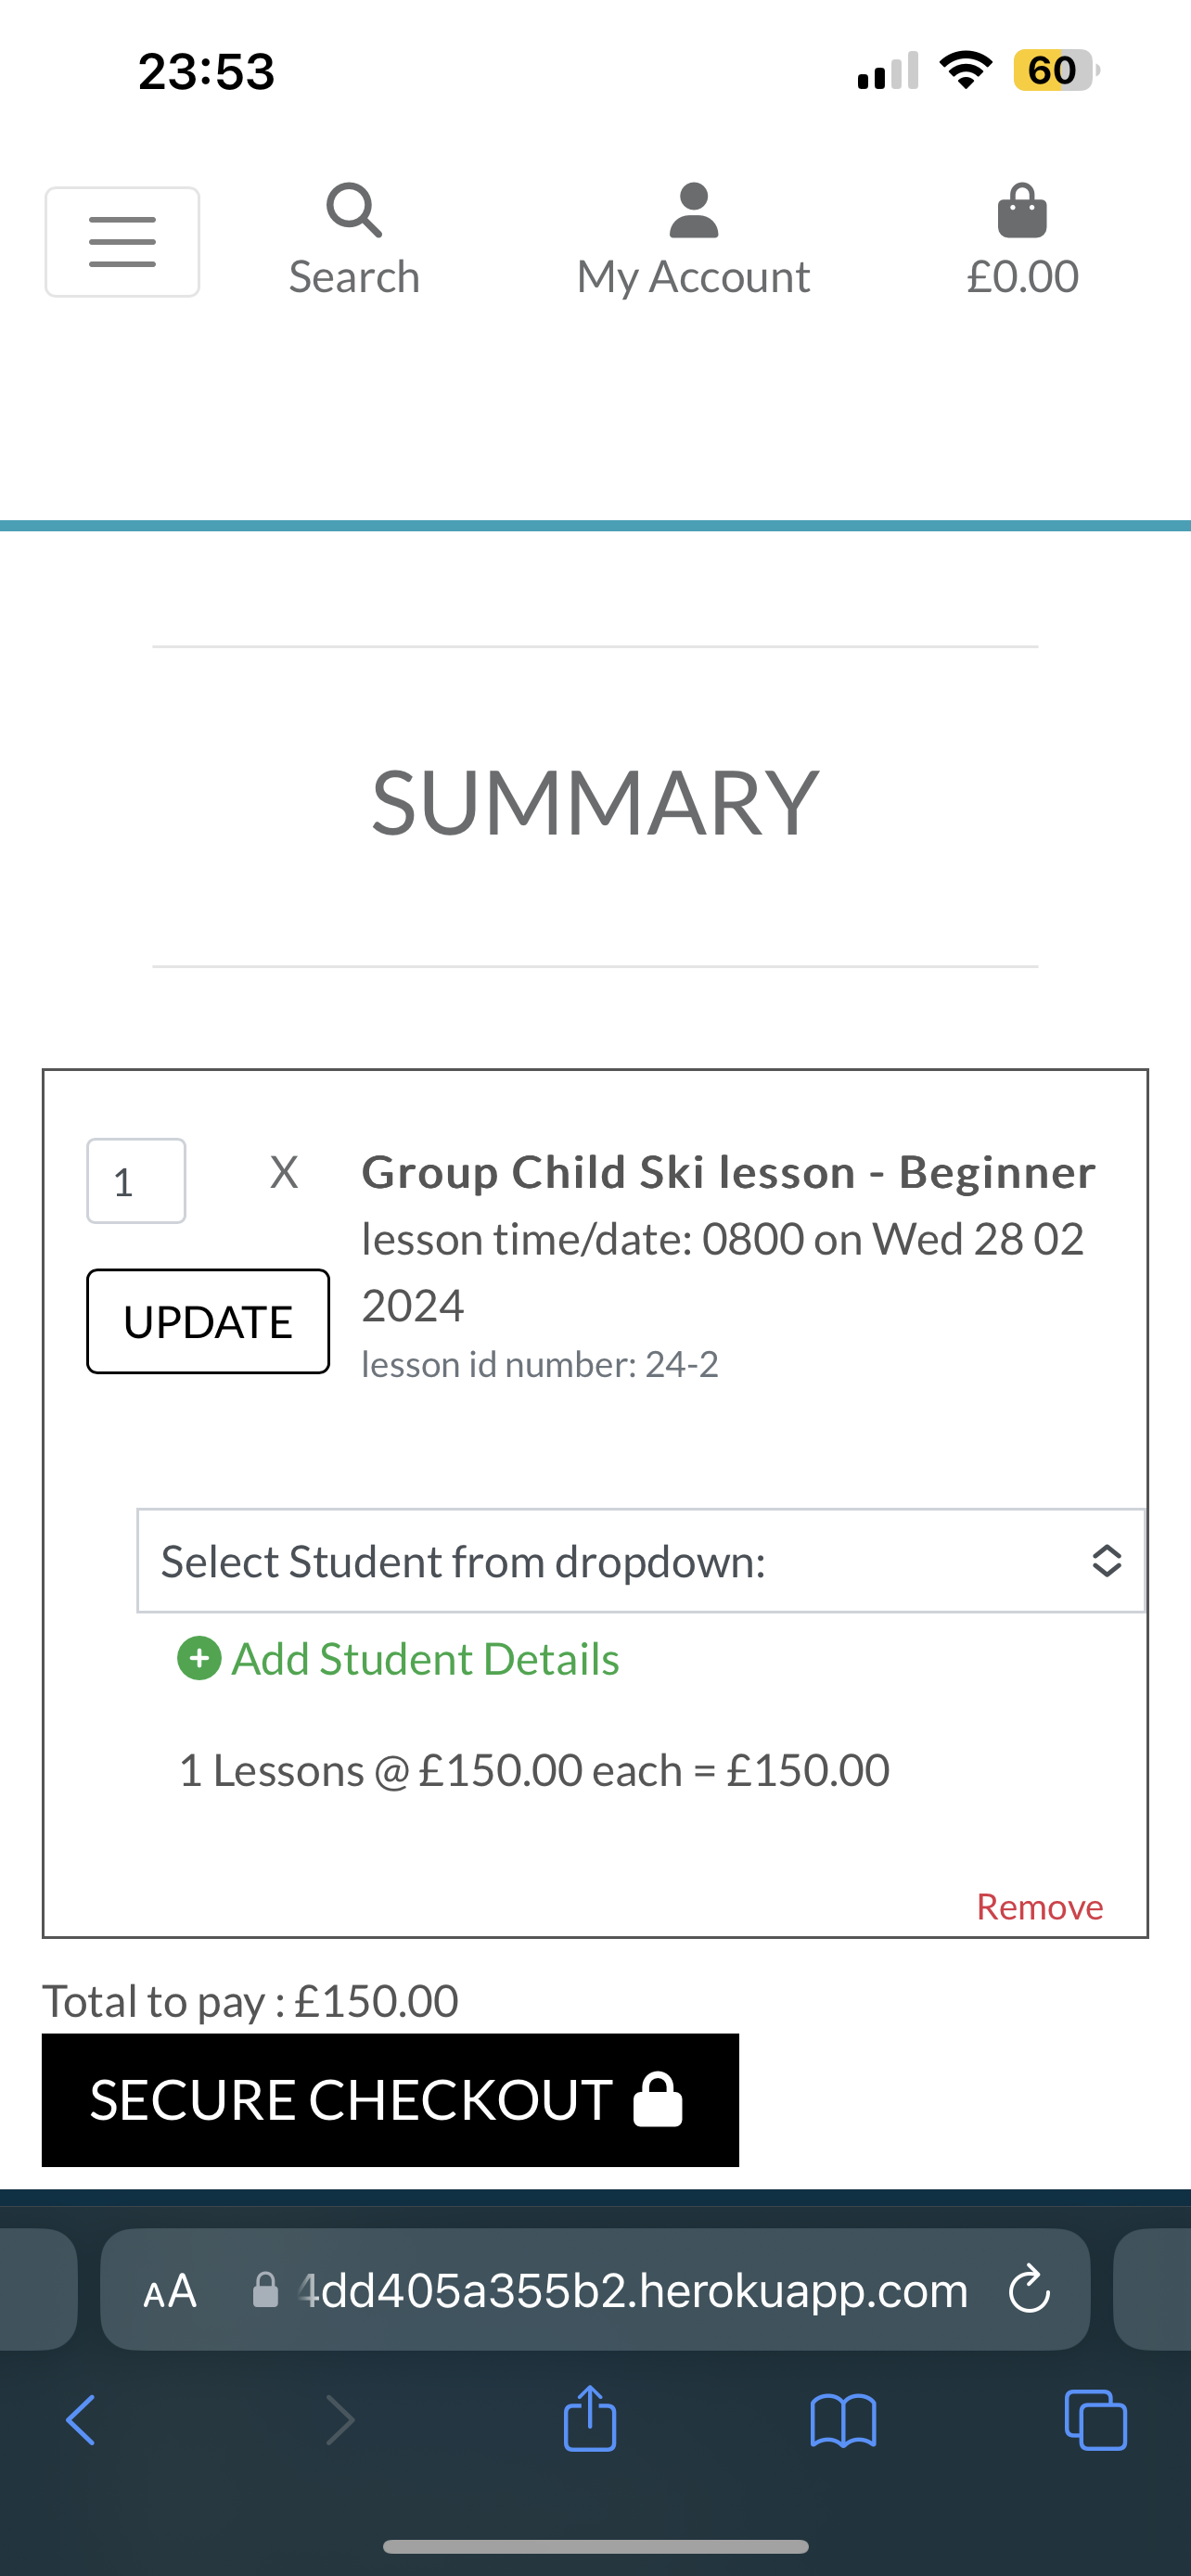 23:53
60
Search
My Account
£0.00
SUMMARY
1
X
Group Child Ski lesson - Beginner
lesson time/date: 0800 on Wed 28 02
2024
UPDATE
lesson id number: 24-2
Select Student from dropdown:
Add Student Details
1 Lessons @ £150.00 each = £150.00
Remove
Total to pay : £150.00
SECURE CHECKOUT
AA
4dd405a355b2.herokuapp.com